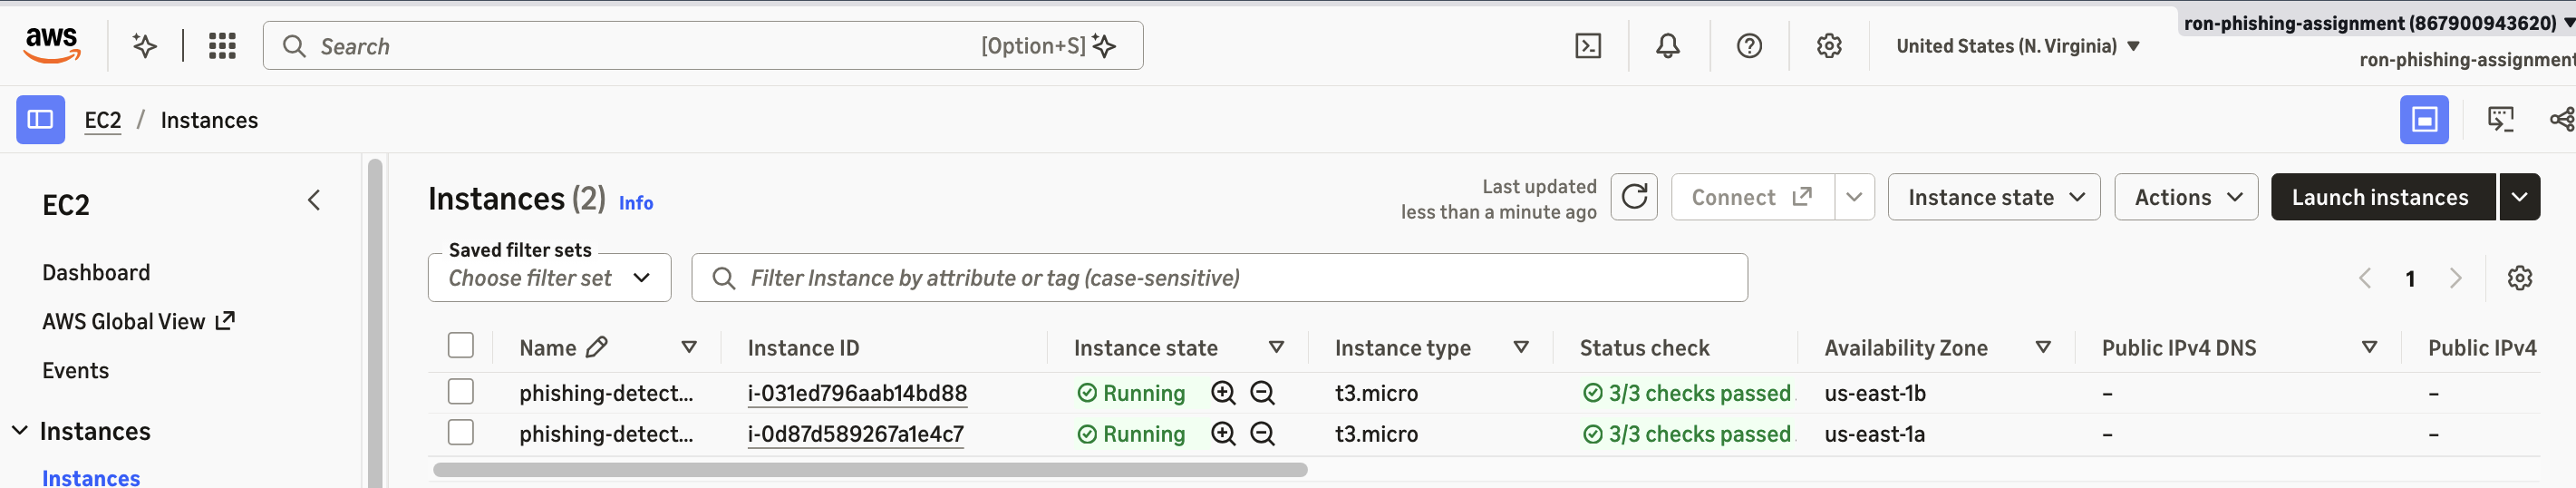 ron-phishing-assignment (867900943620)
aws
Search
[Option+S]
United States (N. Virginia)
ron-phishing-assignment
EC2 / Instances
EC2
Dashboard
AWS Global View
Events
Instances
Instances
Instances (2) Info
Last updated
less than a minute ago
Connect
Instance state
Actions
Launch instances
Saved filter sets
Choose filter set
Filter Instance by attribute or tag (case-sensitive)
1
Name Instance ID Instance state Instance type Status check Availability Zone Public IPv4 DNS Public IPv4
phishing-detect... i-031ed796aab14bd88 Running t3.micro 3/3 checks passed us-east-1b – –
phishing-detect... i-0d87d589267a1e4c7 Running t3.micro 3/3 checks passed us-east-1a – –